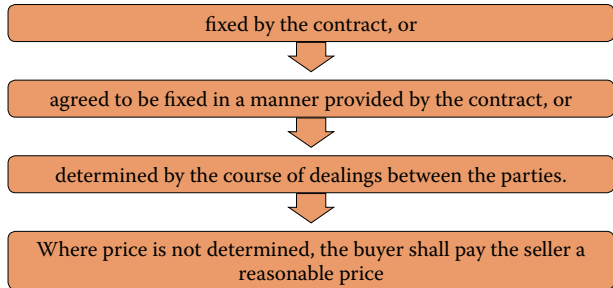 fixed by the contract, or
agreed to be fixed in a manner provided by the contract, or
determined by the course of dealings between the parties.
Where price is not determined, the buyer shall pay the seller a
reasonable price